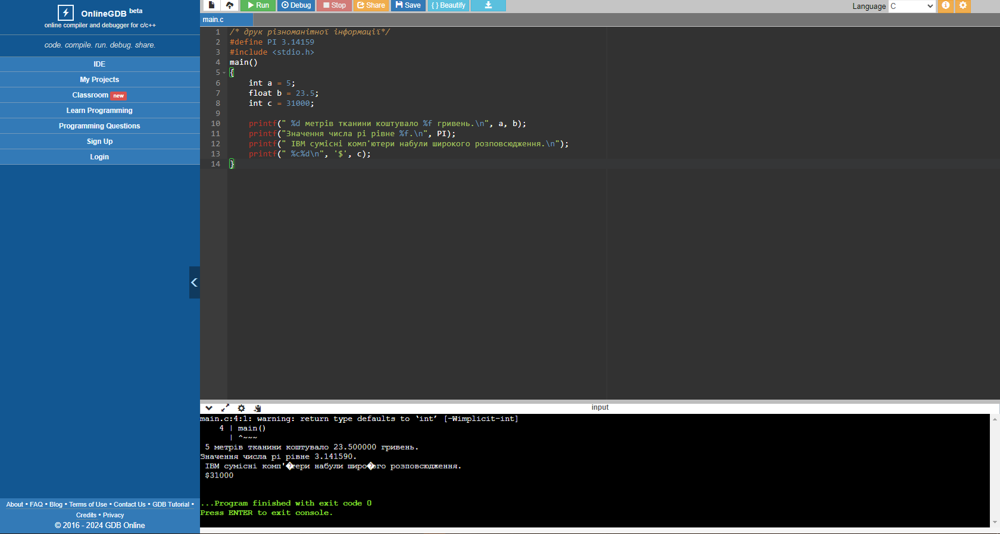 OnlineGDB beta
online compiler and debugger for c/c++
code. compile. run. debug. share.
IDE
My Projects
Classroom new
Learn Programming
Programming Questions
Sign Up
Login
About • FAQ • Blog • Terms of Use • Contact Us • GDB Tutorial •
Credits • Privacy
© 2016 - 2024 GDB Online
Run Debug Stop Share Save { } Beautify
Language C
main.c
1 /* друк різноманітної інформації*/
2 #define PI 3.14159
3 #include <stdio.h>
4 main()
5 {
6 int a = 5;
7 float b = 23.5;
8 int c = 31000;
9
10 printf(" %d метрів тканини коштувало %f гривень.\n", a, b);
11 printf("Значення числа рі рівне %f.\n", PI);
12 printf(" ІВМ сумісні комп'ютери набули широкого розповсюдження.\n");
13 printf(" %c%d\n", '$', c);
14 }
input
main.c:4:1: warning: return type defaults to ‘int’ [-Wimplicit-int]
4 | main()
| ^~~~
5 метрів тканини коштувало 23.500000 гривень.
Значення числа рі рівне 3.141590.
ІВМ сумісні комп'�тери набули широ�ого розповсюдження.
$31000
...Program finished with exit code 0
Press ENTER to exit console.